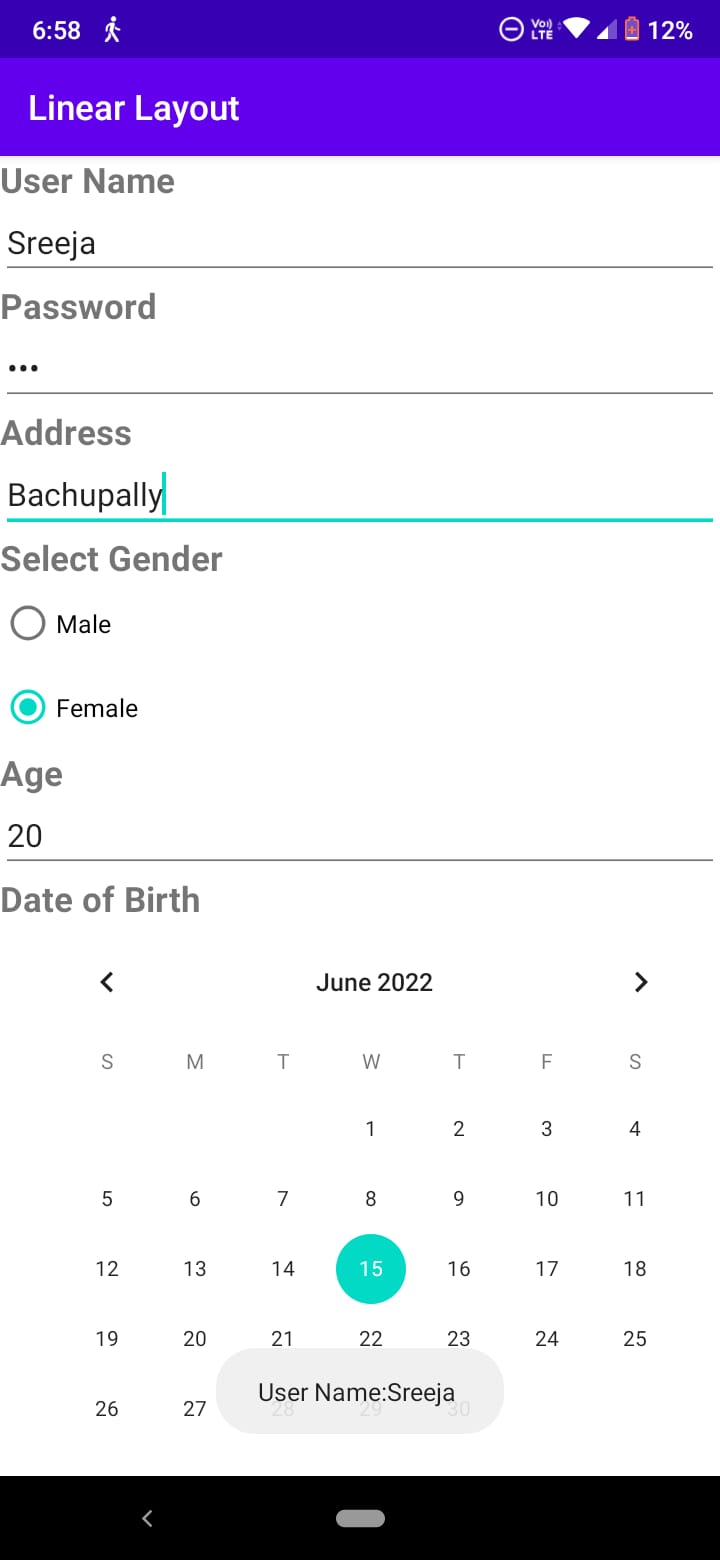 6:58 Vo) LTE 12%
Linear Layout
User Name
Sreeja
Password
•••
Address
Bachupally
Select Gender
Male
Female
Age
20
Date of Birth
June 2022
S M T W T F S
1 2 3 4
5 6 7 8 9 10 11
12 13 14 15 16 17 18
19 20 21 22 23 24 25
26 27 28 29 30
User Name:Sreeja